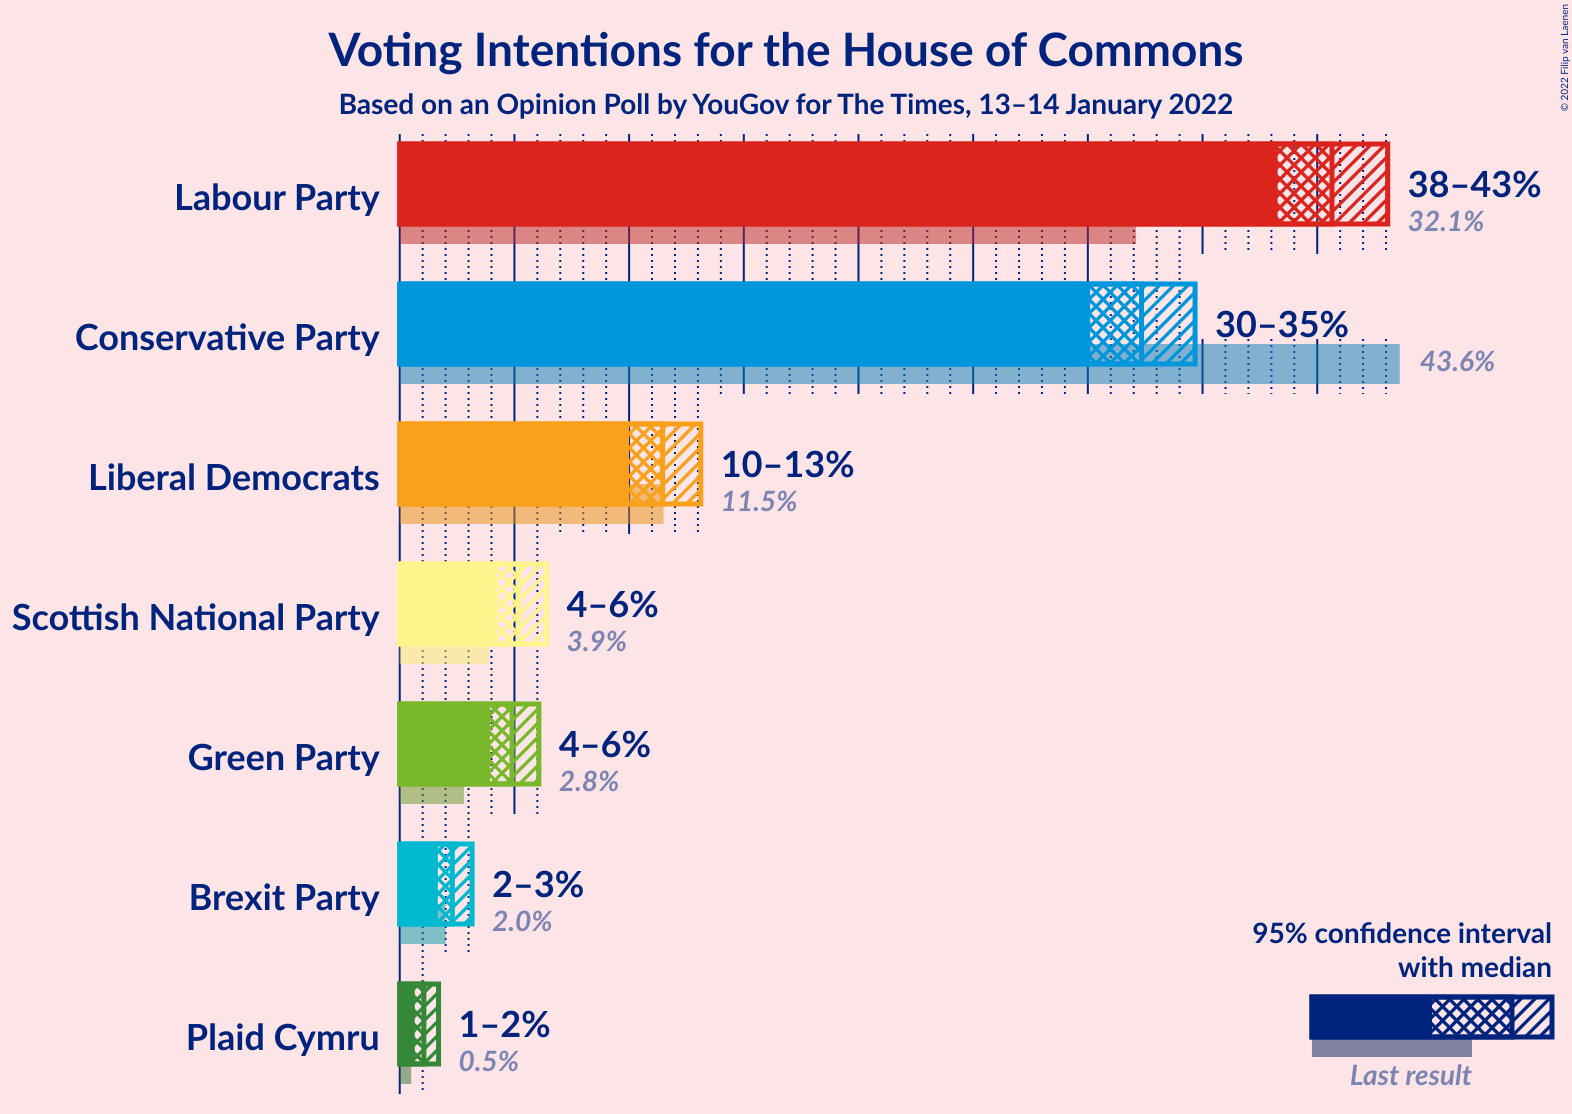 Voting Intentions for the House of Commons
Based on an Opinion Poll by YouGov for The Times, 13–14 January 2022
© 2022 Filip van Laenen
Labour Party
38–43%
32.1%
Conservative Party
30–35%
43.6%
Liberal Democrats
10–13%
11.5%
Scottish National Party
4–6%
3.9%
Green Party
4–6%
2.8%
Brexit Party
2–3%
2.0%
Plaid Cymru
1–2%
0.5%
95% confidence interval
with median
Last result